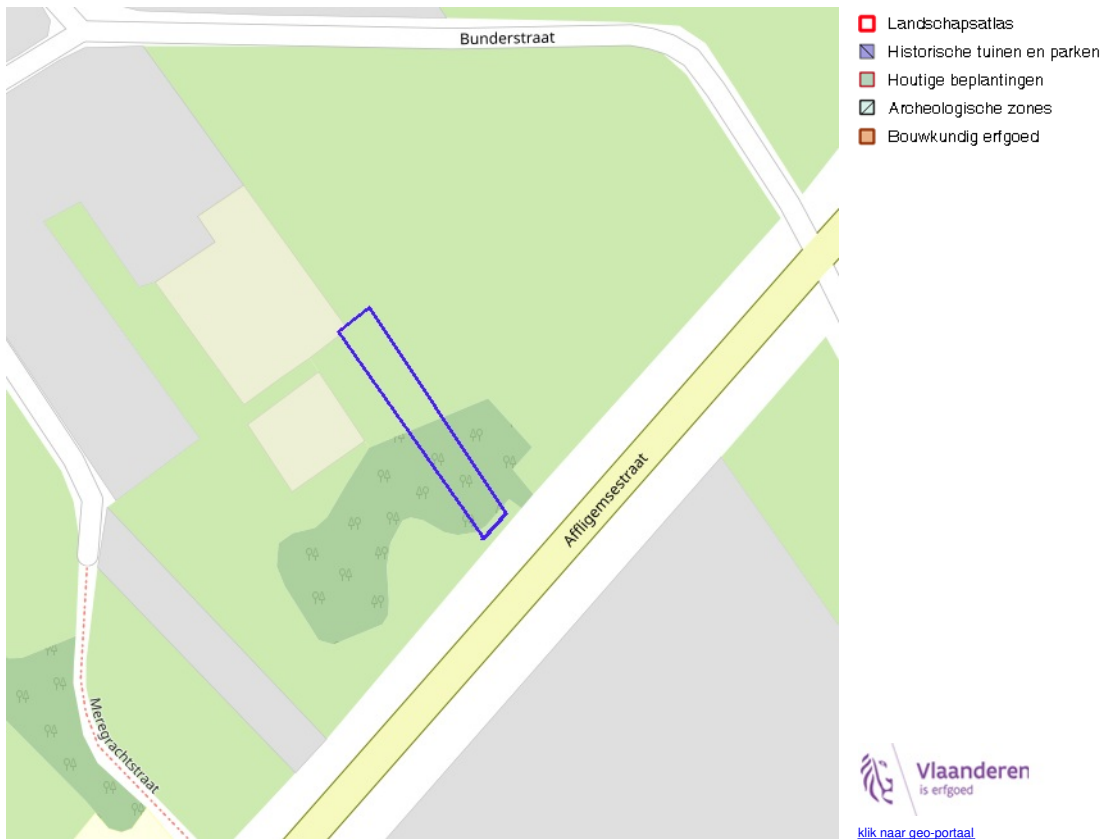 Bunderstraat
Affligemsestraat
Meregrachtstraat
Landschapsatlas
Historische tuinen en parken
Houtige beplantingen
Archeologische zones
Bouwkundig erfgoed
Vlaanderen
is erfgoed
klik naar geo-portaal